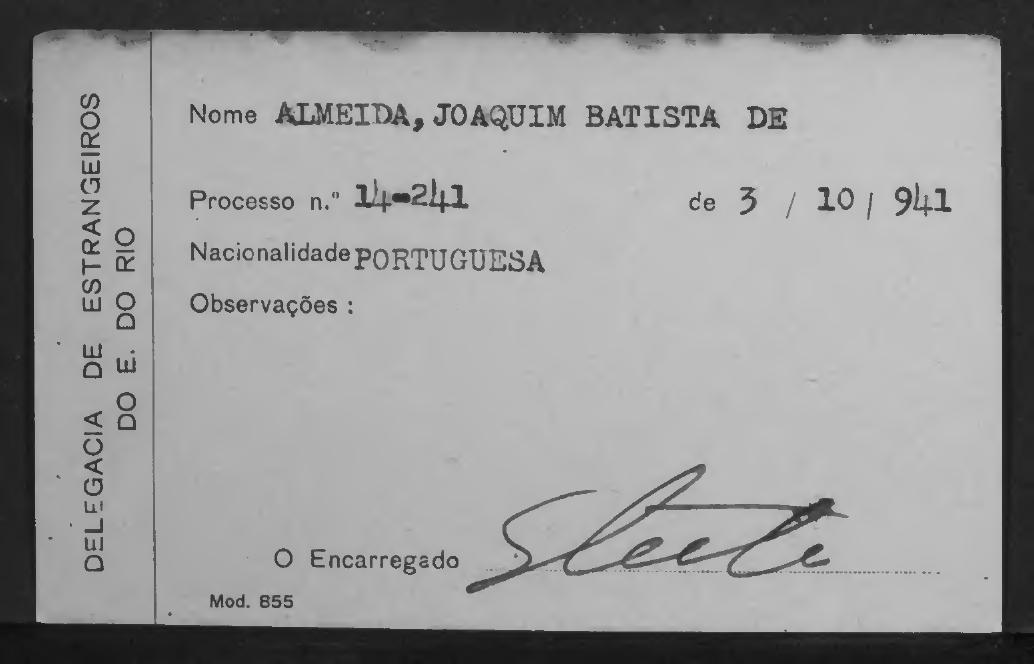 DELEGACIA DE ESTRANGEIROS
DO E. DO RIO
Nome ALMEIDA, JOAQUIM BATISTA DE
Processo n.º 14-241 de 3 / 10 / 941
Nacionalidade PORTUGUESA
Observações :
O Encarregado
Mod. 855